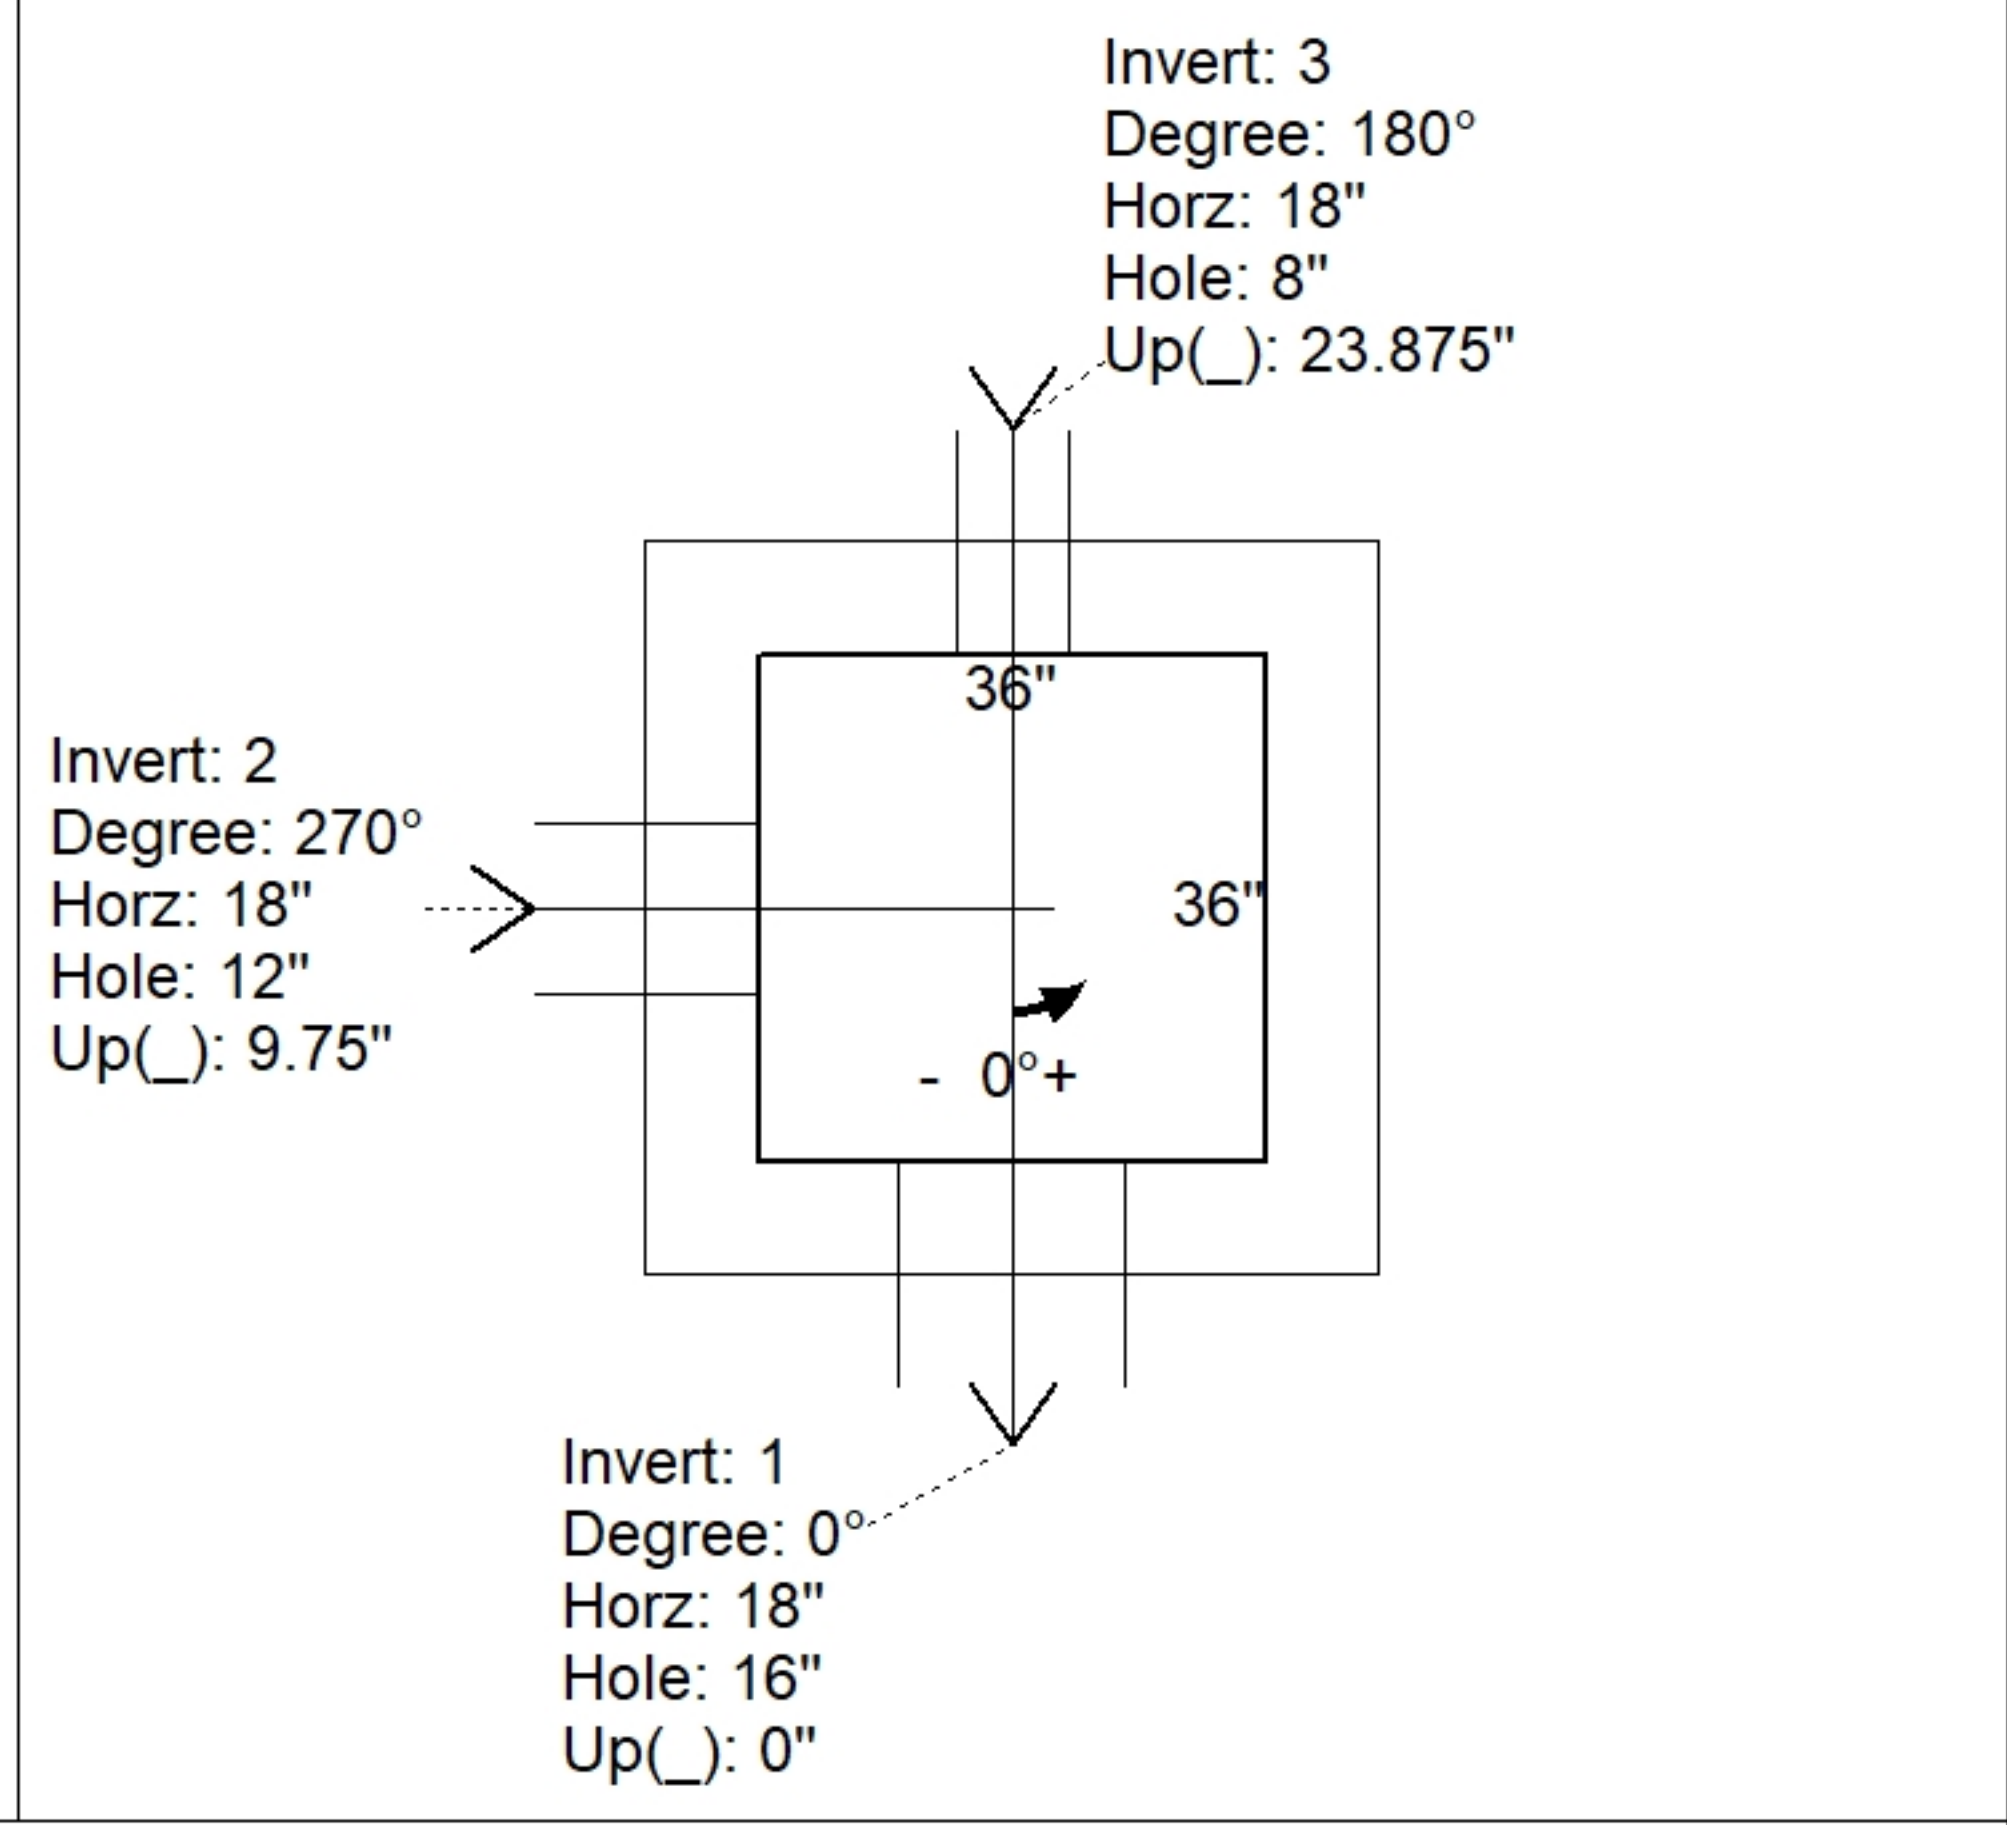 Invert: 3
Degree: 180°
Horz: 18"
Hole: 8"
Up(_): 23.875"
36"
Invert: 2
Degree: 270°
Horz: 18"
Hole: 12"
Up(_): 9.75"
36"
- 0°+
Invert: 1
Degree: 0°
Horz: 18"
Hole: 16"
Up(_): 0"